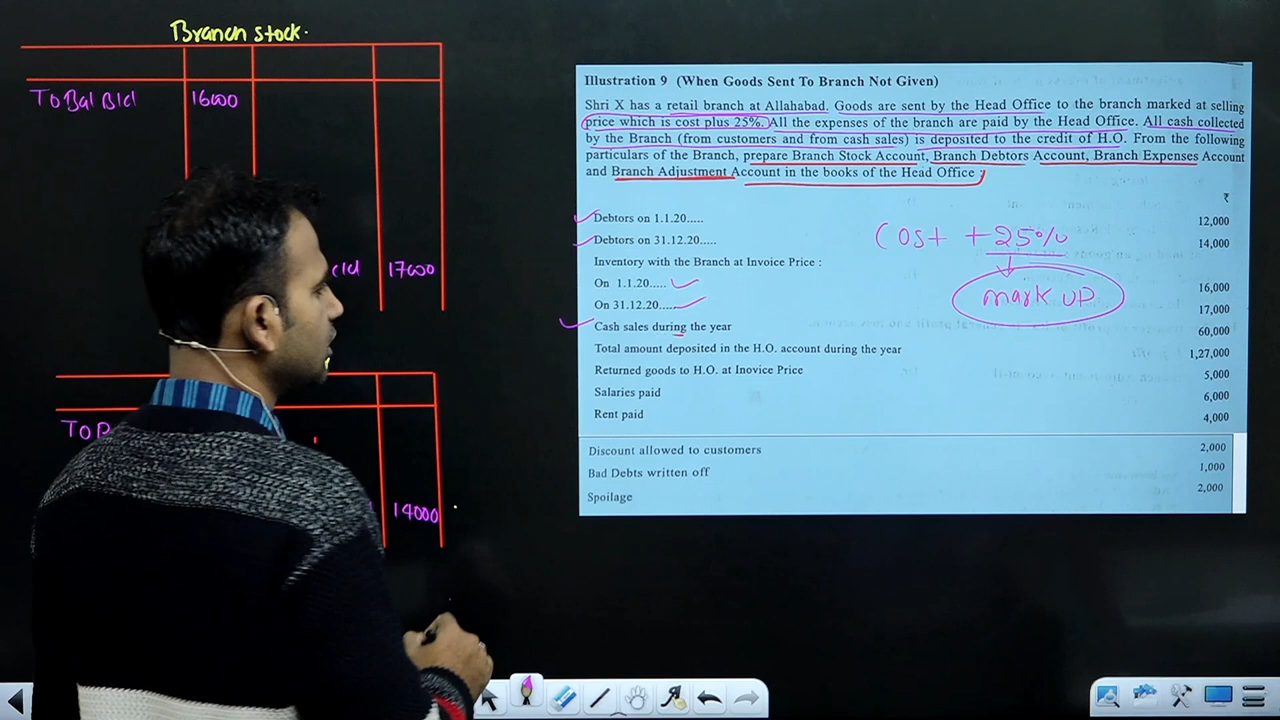 Branch stock.
To Bal B/d 16000
c/d 17000
To B
14000
Illustration 9 (When Goods Sent To Branch Not Given)
Shri X has a retail branch at Allahabad. Goods are sent by the Head Office to the branch marked at selling
price which is cost plus 25%. All the expenses of the branch are paid by the Head Office. All cash collected
by the Branch (from customers and from cash sales) is deposited to the credit of H.O. From the following
particulars of the Branch, prepare Branch Stock Account, Branch Debtors Account, Branch Expenses Account
and Branch Adjustment Account in the books of the Head Office :
₹
Debtors on 1.1.20..... 12,000
Debtors on 31.12.20..... 14,000
Inventory with the Branch at Invoice Price :
On 1.1.20..... 16,000
On 31.12.20..... 17,000
Cash sales during the year 60,000
Total amount deposited in the H.O. account during the year 1,27,000
Returned goods to H.O. at Inovice Price 5,000
Salaries paid 6,000
Rent paid 4,000
Discount allowed to customers 2,000
Bad Debts written off 1,000
Spoilage 2,000
Cost + 25%
mark up